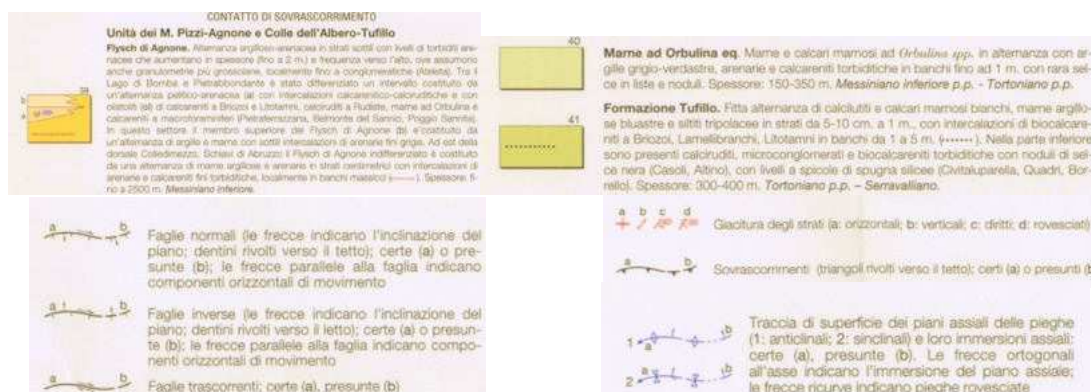 CONTATTO DI SOVRASCORRIMENTO
Unità dei M. Pizzi-Agnone e Colle dell'Albero-Tufillo
39
b
a
Flysch di Agnone. Alternanza argilloso-arenacea in strati sottili con livelli di torbiditi are-
nacee che aumentano in spessore (fino a 2 m.) e frequenza verso l'alto, ove assumono
anche granulometrie più grossolane, localmente fino a conglomeratiche (Ateleta). Tra il
Lago di Bomba e Pietrabbondante è stato differenziato un intervallo costituito da
un'alternanza pelitico-arenacea (a) con intercalazioni calcarenitico-calciruditiche e con
olistoliti (ol) di calcareniti a Briozoi e Litotamni, calciruditi a Rudiste, marne ad Orbulina e
calcareniti a macroforaminiferi (Pietraferrazzana, Belmonte del Sannio, Poggio Sannita).
In questo settore il membro superiore del Flysch di Agnone (b) e'costituito da
un'alternanza di argille e marne con sottili intercalazioni di arenarie fini grige. Ad est della
dorsale Colledimezzo, Schiavi di Abruzzo il Flysch di Agnone indifferenziato è costituito
da una alternanza di marne argillose e arenarie in strati centimetrici con intercalazioni di
arenarie e calcareniti fini torbiditiche, localmente in banchi massicci (———). Spessore: fi-
no a 2500 m. Messiniano inferiore.
40
Marne ad Orbulina eq. Marne e calcari marnosi ad Orbulina spp. in alternanza con ar-
gille grigio-verdastre, arenarie e calcareniti torbiditiche in banchi fino ad 1 m. con rara sel-
ce in liste e noduli. Spessore: 150-350 m. Messiniano inferiore p.p. - Tortoniano p.p.
41
Formazione Tufillo. Fitta alternanza di calcilutiti e calcari marnosi bianchi, marne argillo-
se bluastre e siltiti tripolacee in strati da 5-10 cm. a 1 m., con intercalazioni di biocalcare-
niti a Briozoi, Lamellibranchi, Litotamni in banchi da 1 a 5 m. (·······). Nella parte inferiore
sono presenti calciruditi, microconglomerati e biocalcareniti torbiditiche con noduli di sel-
ce nera (Casoli, Altino), con livelli a spicole di spugna silicee (Civitaluparella, Quadri, Bor-
rello). Spessore: 300-400 m. Tortoniano p.p. – Serravalliano.
a b
Faglie normali (le frecce indicano l'inclinazione del
piano; dentini rivolti verso il tetto); certe (a) o pre-
sunte (b); le frecce parallele alla faglia indicano
componenti orizzontali di movimento
a b
Faglie inverse (le frecce indicano l'inclinazione del
piano; dentini rivolti verso il letto); certe (a) o presun-
te (b); le frecce parallele alla faglia indicano compo-
nenti orizzontali di movimento
a b
Faglie trascorrenti; certe (a), presunte (b)
a b c d
Giacitura degli strati (a: orizzontali; b: verticali; c: diritti; d: rovesciati)
a b
Sovrascorrimenti (triangoli rivolti verso il tetto); certi (a) o presunti (b
1 a b
2 a b
Traccia di superficie dei piani assiali delle pieghe
(1: anticlinali; 2: sinclinali) e loro immersioni assiali:
certe (a), presunte (b). Le frecce ortogonali
all'asse indicano l'immersione del piano assiale;
le frecce ricurve indicano pieghe rovesciate